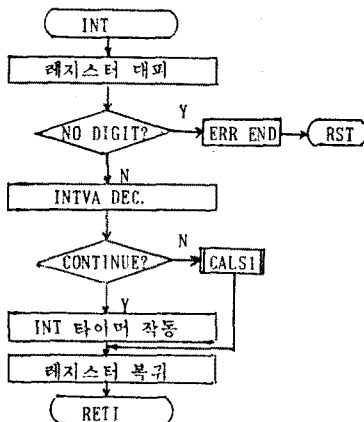 INT
레지스터 대피
NO DIGIT?
Y
ERR END
RST
N
INTVA DEC.
CONTINUE?
N
CALS1
Y
INT 타이머 작동
레지스터 복귀
RETI